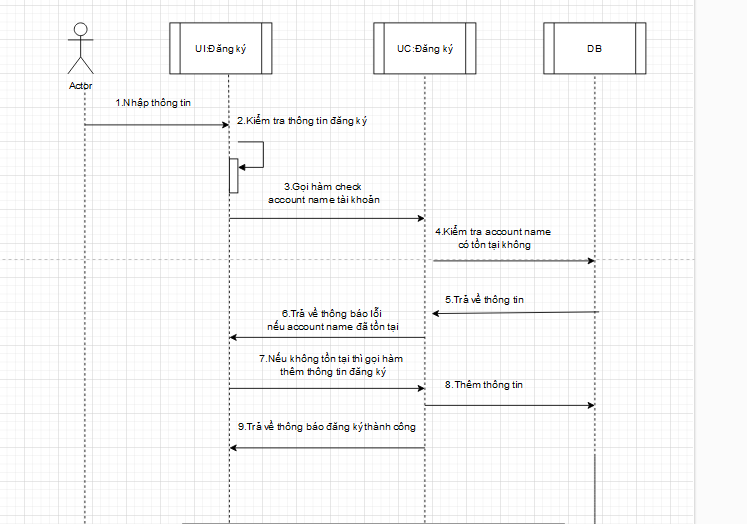 UI:Đăng ký
UC:Đăng ký
DB
Actor
1.Nhập thông tin
2.Kiểm tra thông tin đăng ký
3.Gọi hàm check
account name tài khoản
4.Kiểm tra account name
có tồn tại không
5.Trả về thông tin
6.Trả về thông báo lỗi
nếu account name đã tồn tại
7.Nếu không tồn tại thì gọi hàm
thêm thông tin đăng ký
8.Thêm thông tin
9.Trả về thông báo đăng ký thành công